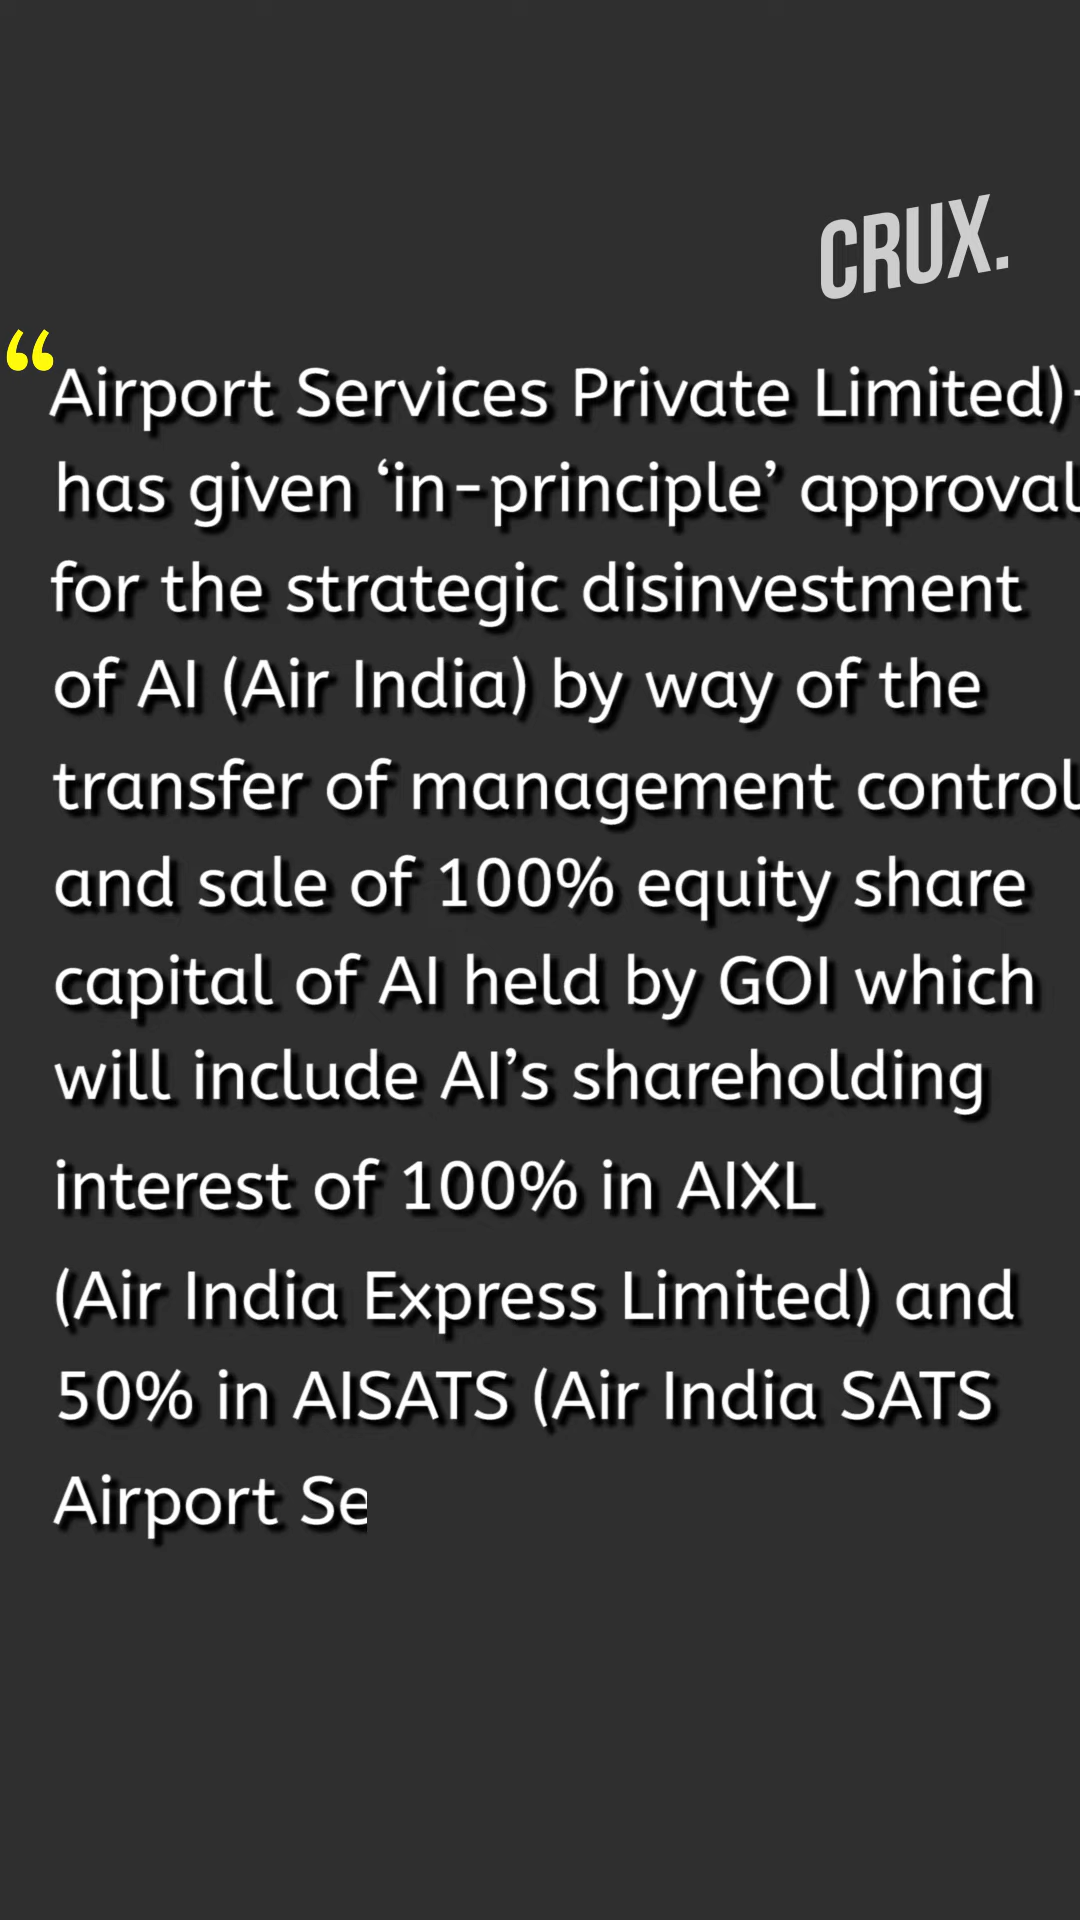 CRUX.
“Airport Services Private Limited)-
has given ‘in-principle’ approval
for the strategic disinvestment
of AI (Air India) by way of the
transfer of management control
and sale of 100% equity share
capital of AI held by GOI which
will include AI’s shareholding
interest of 100% in AIXL
(Air India Express Limited) and
50% in AISATS (Air India SATS
Airport Se